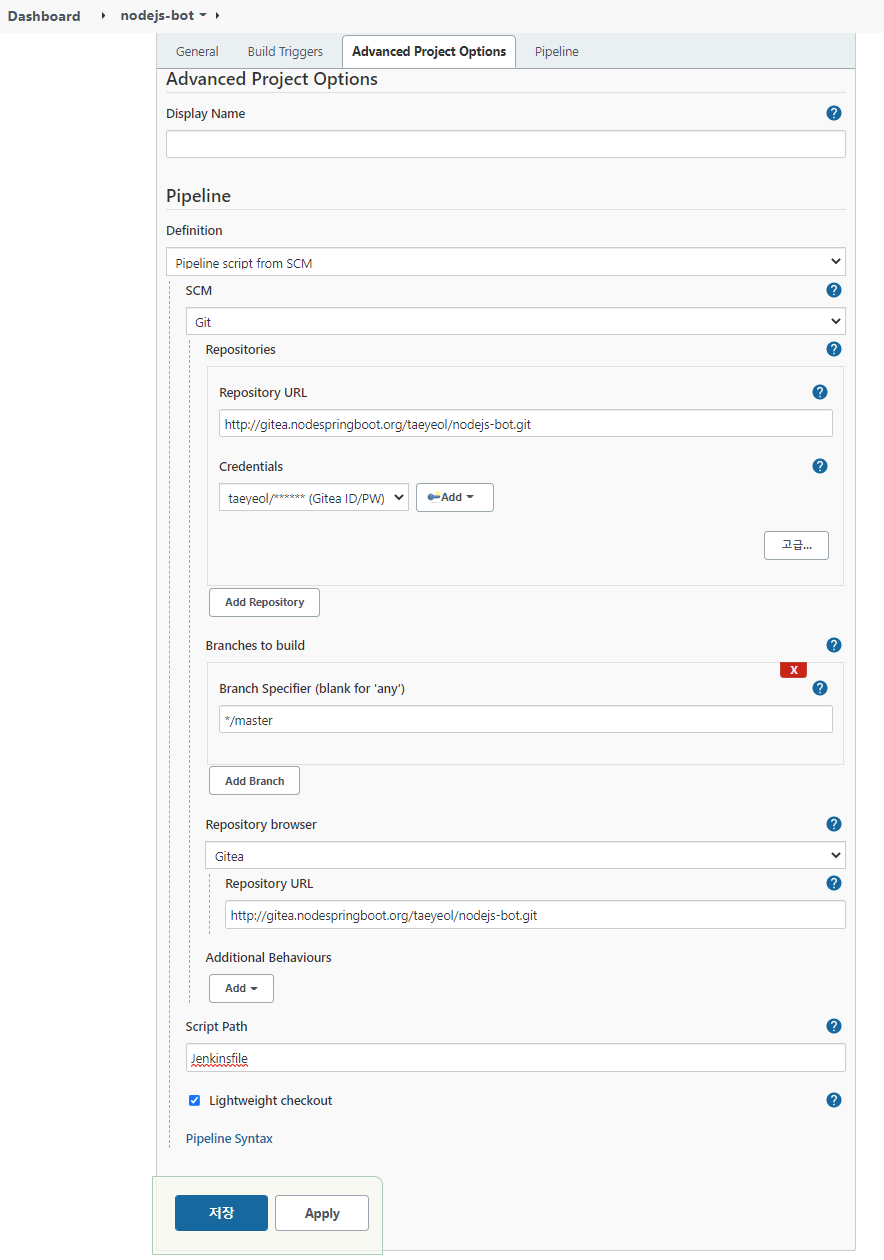 Dashboard nodejs-bot
General Build Triggers Advanced Project Options Pipeline
Advanced Project Options
Display Name
Pipeline
Definition
Pipeline script from SCM
SCM
Git
Repositories
Repository URL
http://gitea.nodespringboot.org/taeyeol/nodejs-bot.git
Credentials
taeyeol/****** (Gitea ID/PW) Add
고급...
Add Repository
Branches to build
X
Branch Specifier (blank for 'any')
*/master
Add Branch
Repository browser
Gitea
Repository URL
http://gitea.nodespringboot.org/taeyeol/nodejs-bot.git
Additional Behaviours
Add
Script Path
Jenkinsfile
Lightweight checkout
Pipeline Syntax
저장 Apply